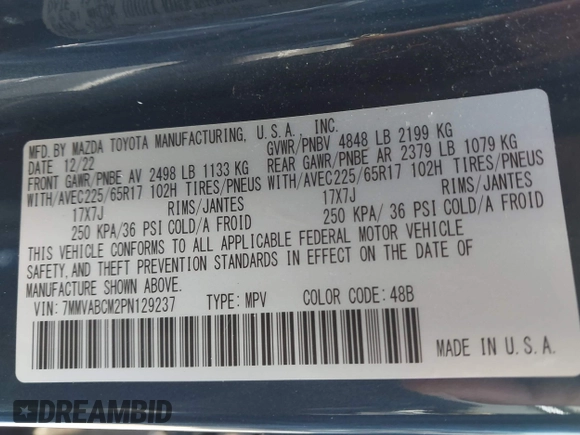 MFD. BY MAZDA TOYOTA MANUFACTURING, U.S.A., INC.
DATE 12/22 GVWR/PNBV 4848 LB 2199 KG
FRONT GAWR/PNBE AV 2498 LB 1133 KG REAR GAWR/PNBE AR 2379 LB 1079 KG
WITH/AVEC225/65R17 102H TIRES/PNEUS WITH/AVEC225/65R17 102H TIRES/PNEUS
17X7J RIMS/JANTES 17X7J RIMS/JANTES
250 KPA/36 PSI COLD/A FROID 250 KPA/ 36 PSI COLD/A FROID
THIS VEHICLE CONFORMS TO ALL APPLICABLE FEDERAL MOTOR VEHICLE
SAFETY, AND THEFT PREVENTION STANDARDS IN EFFECT ON THE DATE OF
MANUFACTURE SHOWN ABOVE.
VIN: 7MMVABCM2PN129237 TYPE: MPV COLOR CODE: 48B
MADE IN U.S.A.
DREAMBID